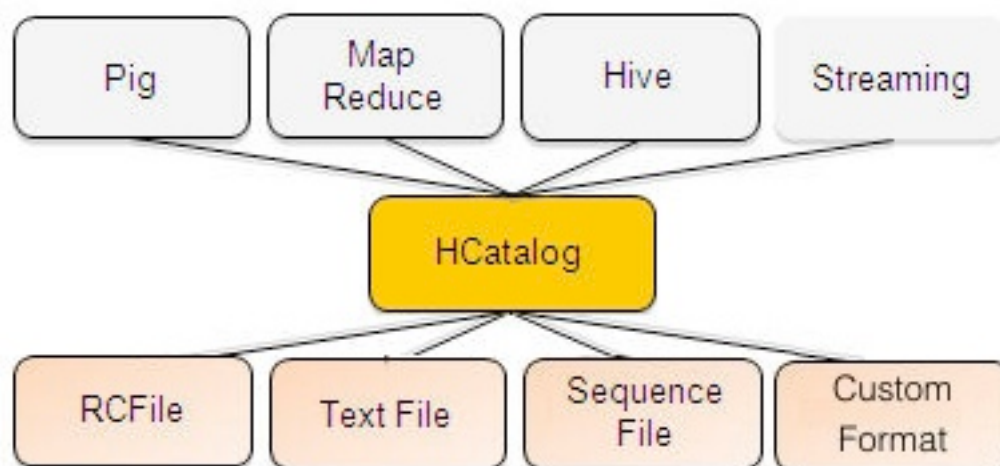 Pig
Map
Reduce
Hive
Streaming
HCatalog
RCFile
Text File
Sequence
File
Custom
Format